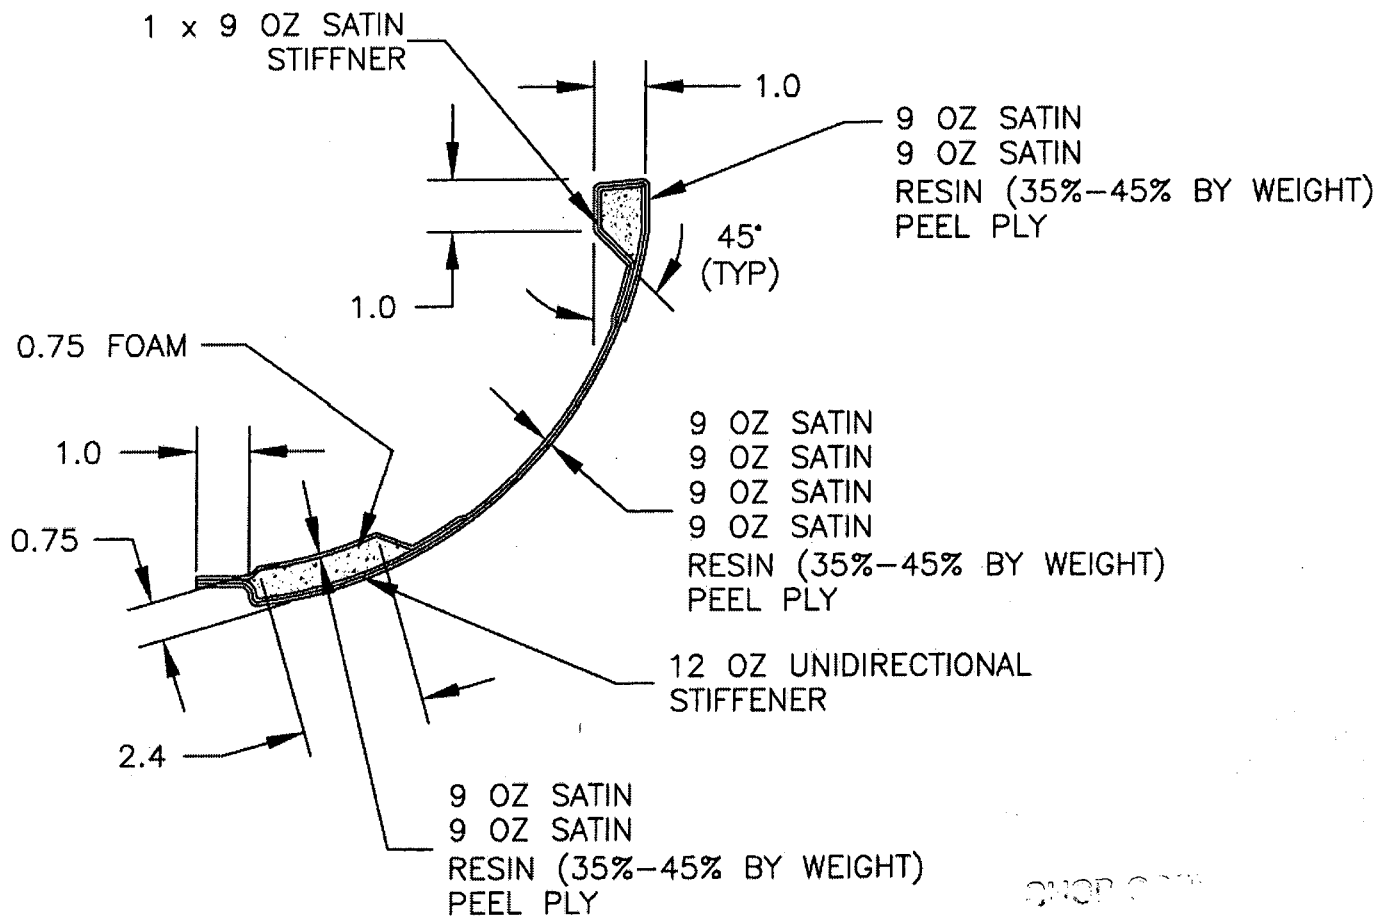 1 x 9 OZ SATIN
STIFFNER
1.0
9 OZ SATIN
9 OZ SATIN
RESIN (35%-45% BY WEIGHT)
PEEL PLY
45°
(TYP)
1.0
0.75 FOAM
1.0
9 OZ SATIN
9 OZ SATIN
9 OZ SATIN
9 OZ SATIN
RESIN (35%-45% BY WEIGHT)
PEEL PLY
0.75
12 OZ UNIDIRECTIONAL
STIFFENER
2.4
9 OZ SATIN
9 OZ SATIN
RESIN (35%-45% BY WEIGHT)
PEEL PLY